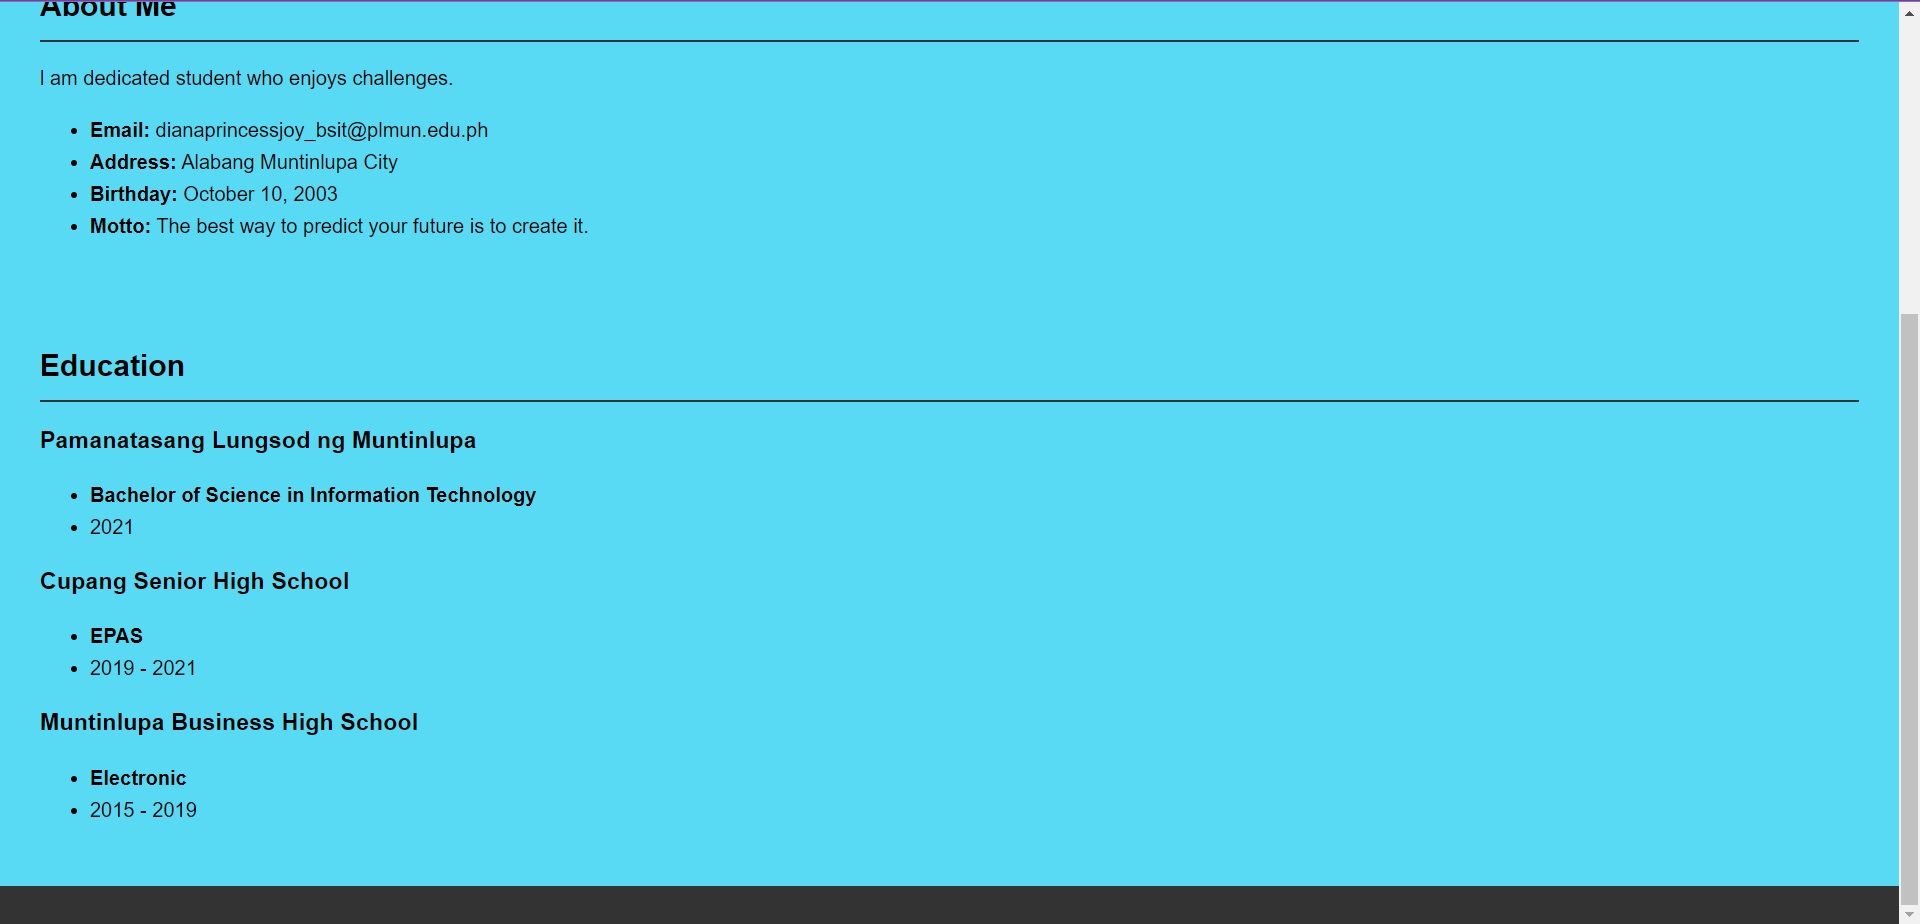 About Me
I am dedicated student who enjoys challenges.
Email: dianaprincessjoy_bsit@plmun.edu.ph
Address: Alabang Muntinlupa City
Birthday: October 10, 2003
Motto: The best way to predict your future is to create it.
Education
Pamanatasang Lungsod ng Muntinlupa
Bachelor of Science in Information Technology
2021
Cupang Senior High School
EPAS
2019 - 2021
Muntinlupa Business High School
Electronic
2015 - 2019